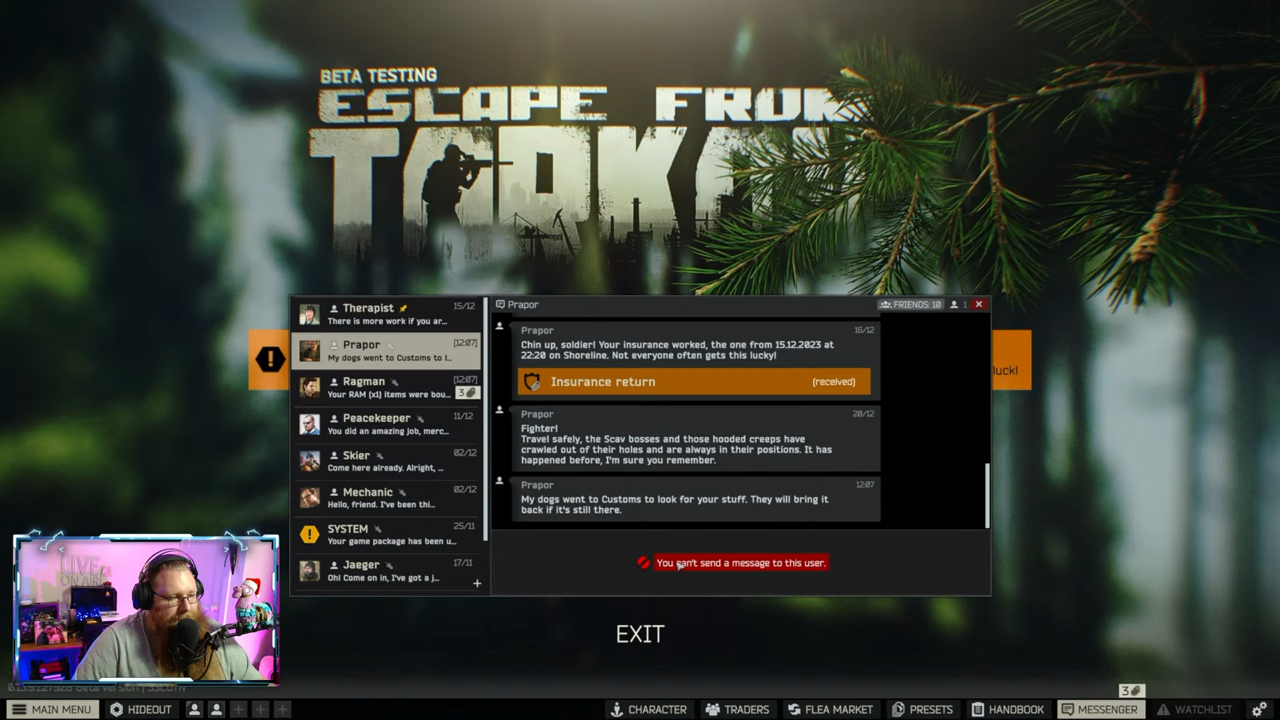 BETA TESTING
ESCAPE FROM
TARKO
Prapor
FRIENDS: 10
1
Therapist
15/12
There is more work if you ar...
Prapor
[12:07]
My dogs went to Customs to l...
Ragman
[12:07]
Your RAM (x1) items were bou...
3
Peacekeeper
11/12
You did an amazing job, merc...
Skier
02/12
Come here already. Alright, ...
Mechanic
02/12
Hello, friend. I've been thi...
SYSTEM
25/11
Your game package has been u...
Jaeger
17/11
Oh! Come on in, I've got a j...
Prapor
16/12
Chin up, soldier! Your insurance worked, the one from 15.12.2023 at
22:20 on Shoreline. Not everyone often gets this lucky!
Insurance return
(received)
Prapor
20/12
Fighter!
Travel safely, the Scav bosses and those hooded creeps have
crawled out of their holes and are always in their positions. It has
happened before, I'm sure you remember.
Prapor
12:07
My dogs went to Customs to look for your stuff. They will bring it
back if it's still there.
You can't send a message to this user.
luck!
EXIT
LIVE
ON AIR
3
MAIN MENU
HIDEOUT
CHARACTER
TRADERS
FLEA MARKET
PRESETS
HANDBOOK
MESSENGER
WATCHLIST